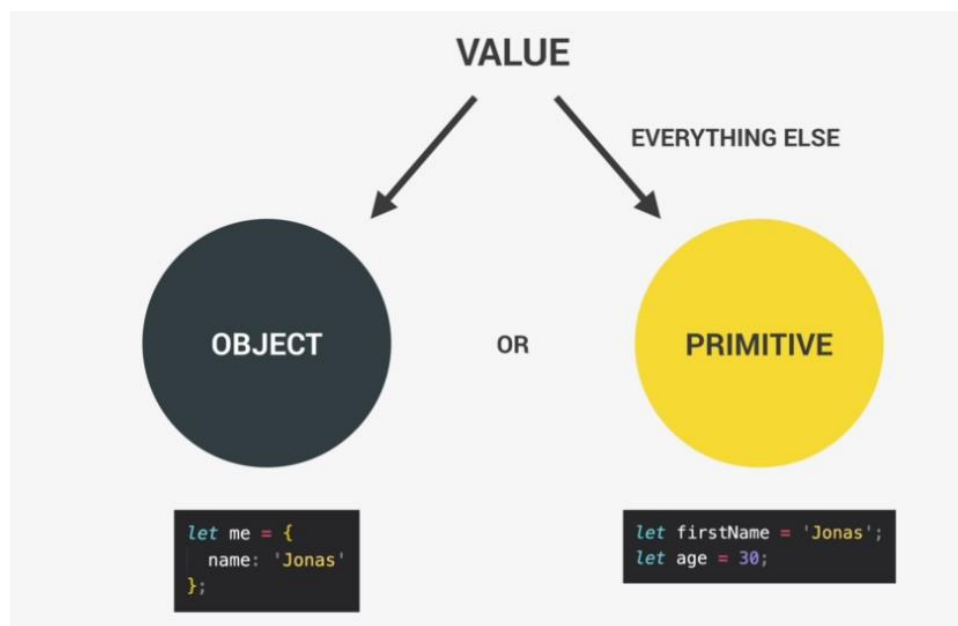 VALUE
EVERYTHING ELSE
OBJECT
OR
PRIMITIVE
let me = {
  name: 'Jonas'
};
let firstName = 'Jonas';
let age = 30;